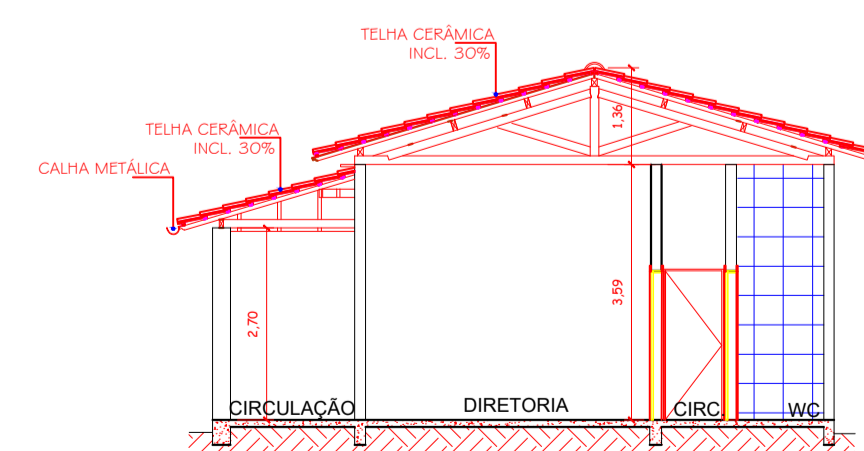 TELHA CERÂMICA
INCL. 30%
TELHA CERÂMICA
INCL. 30%
CALHA METÁLICA
1,36
2,70
3,59
CIRCULAÇÃO
DIRETORIA
CIRC.
WC